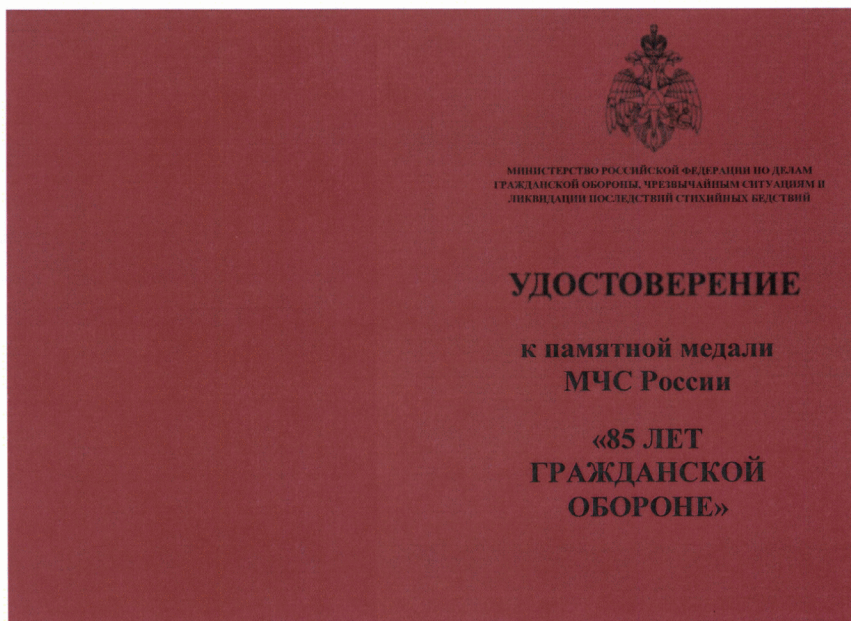 МИНИСТЕРСТВО РОССИЙСКОЙ ФЕДЕРАЦИИ ПО ДЕЛАМ
ГРАЖДАНСКОЙ ОБОРОНЫ, ЧРЕЗВЫЧАЙНЫМ СИТУАЦИЯМ И
ЛИКВИДАЦИИ ПОСЛЕДСТВИЙ СТИХИЙНЫХ БЕДСТВИЙ
УДОСТОВЕРЕНИЕ
к памятной медали
МЧС России
«85 ЛЕТ
ГРАЖДАНСКОЙ
ОБОРОНЕ»